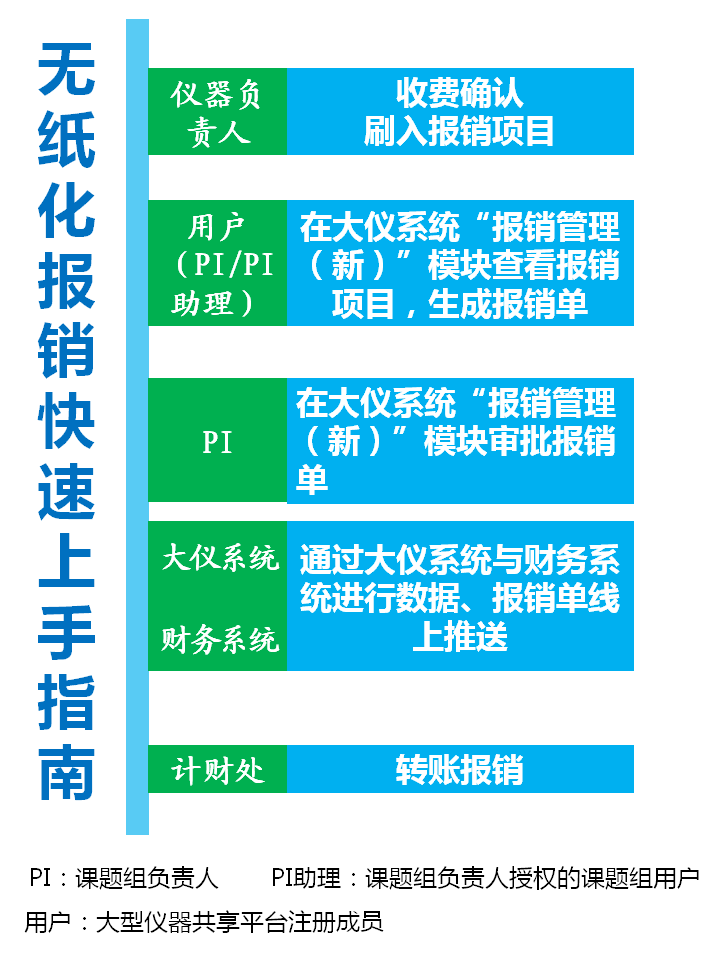 无纸化报销快速上手指南
仪器负
责人
收费确认
刷入报销项目
用户
（PI/PI
助理）
在大仪系统“报销管理
（新）”模块查看报销
项目，生成报销单
PI
在大仪系统“报销管理
（新）”模块审批报销
单
大仪系统
财务系统
通过大仪系统与财务系
统进行数据、报销单线
上推送
计财处
转账报销
PI：课题组负责人 PI助理：课题组负责人授权的课题组用户
用户：大型仪器共享平台注册成员